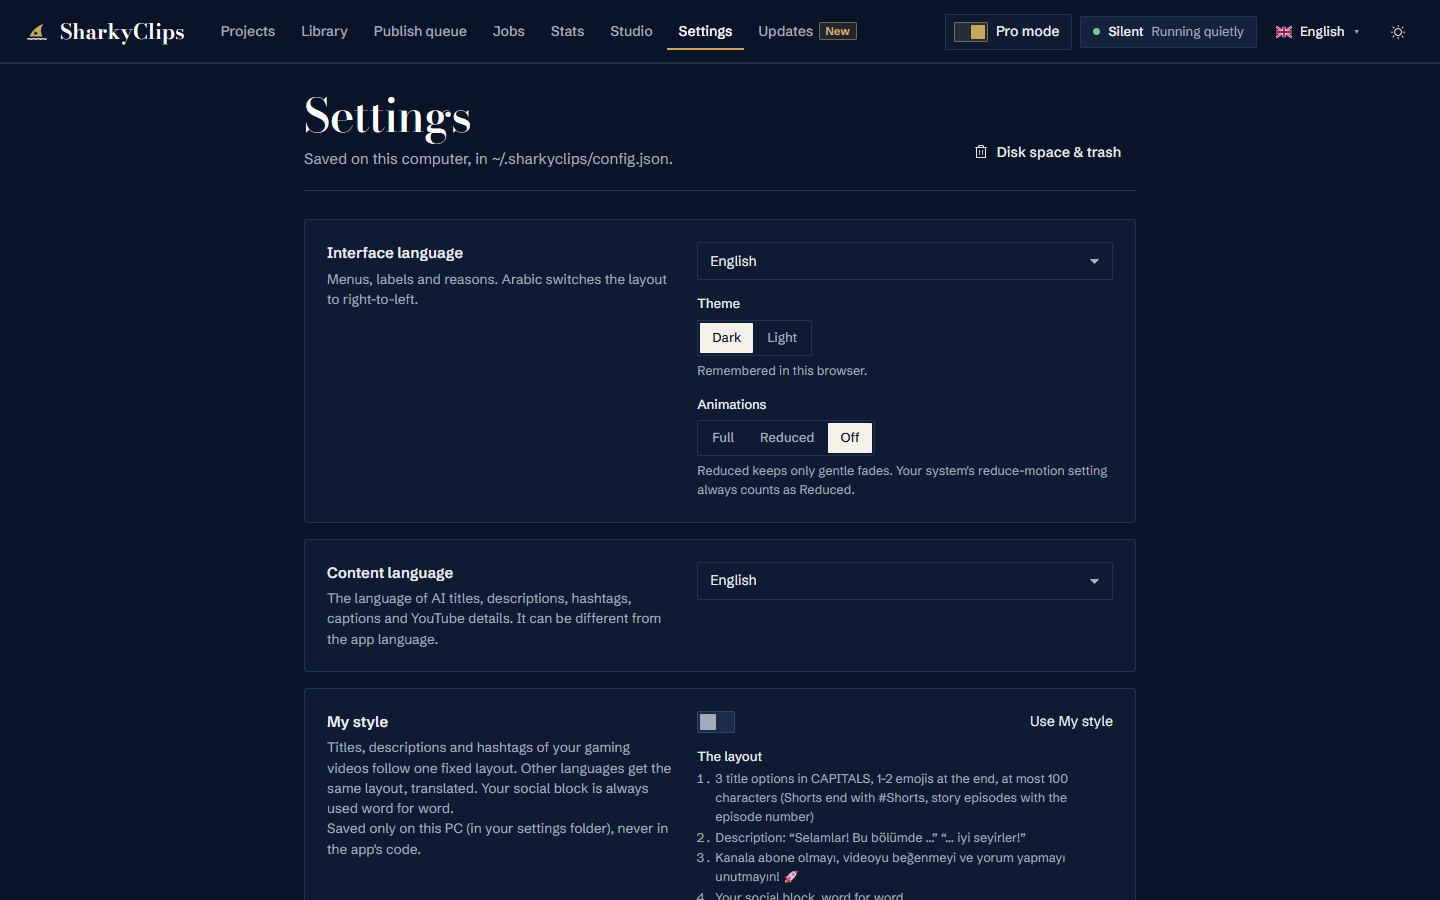 SharkyClips
Projects
Library
Publish queue
Jobs
Stats
Studio
Settings
Updates
New
Pro mode
Silent Running quietly
English
Settings
Saved on this computer, in ~/.sharkyclips/config.json.
Disk space & trash
Interface language
Menus, labels and reasons. Arabic switches the layout
to right-to-left.
English
Theme
Dark
Light
Remembered in this browser.
Animations
Full
Reduced
Off
Reduced keeps only gentle fades. Your system's reduce-motion setting
always counts as Reduced.
Content language
The language of AI titles, descriptions, hashtags,
captions and YouTube details. It can be different from
the app language.
English
My style
Titles, descriptions and hashtags of your gaming
videos follow one fixed layout. Other languages get the
same layout, translated. Your social block is always
used word for word.
Saved only on this PC (in your settings folder), never in
the app's code.
Use My style
The layout
1. 3 title options in CAPITALS, 1-2 emojis at the end, at most 100
characters (Shorts end with #Shorts, story episodes with the
episode number)
2. Description: “Selamlar! Bu bölümde …” “… iyi seyirler!”
3. Kanala abone olmayı, videoyu beğenmeyi ve yorum yapmayı
unutmayın! 🚀
4. Your social block, word for word